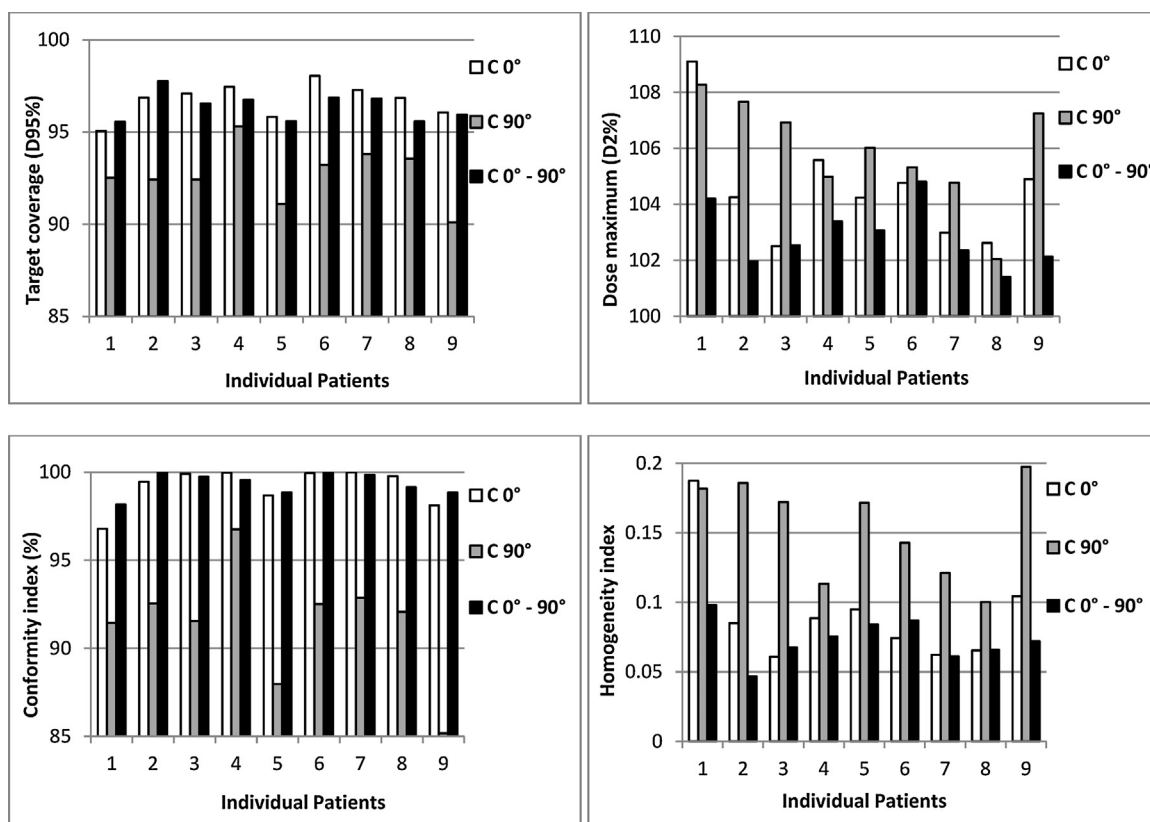 100
95
90
85
Target coverage (D95%)
1 2 3 4 5 6 7 8 9
Individual Patients
C 0°
C 90°
C 0° - 90°
110
108
106
104
102
100
Dose maximum (D2%)
1 2 3 4 5 6 7 8 9
Individual Patients
C 0°
C 90°
C 0° - 90°
100
95
90
85
Conformity index (%)
1 2 3 4 5 6 7 8 9
Individual Patients
C 0°
C 90°
C 0° - 90°
0.2
0.15
0.1
0.05
0
Homogeneity index
1 2 3 4 5 6 7 8 9
Individual Patients
C 0°
C 90°
C 0° - 90°